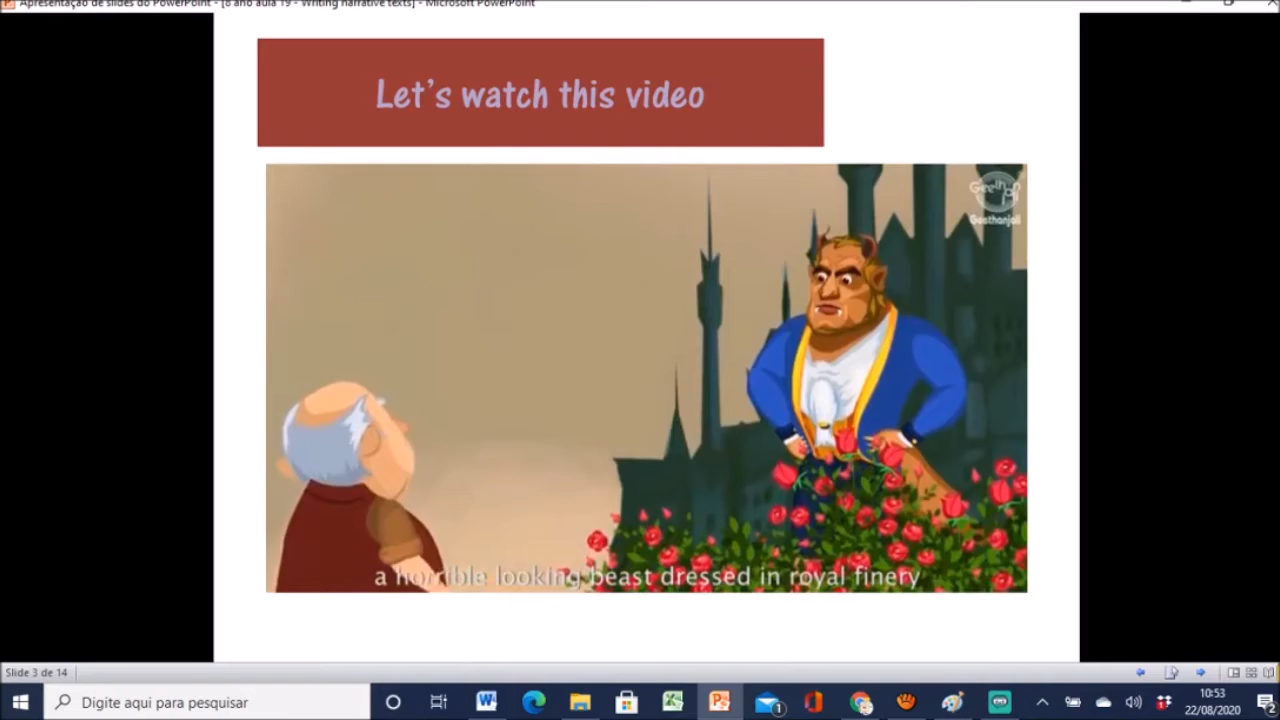 Apresentação de slides do PowerPoint - [8 ano aula 19 - Writing narrative texts] - Microsoft PowerPoint
Let's watch this video
Geethanjali
a horrible looking beast dressed in royal finery
Slide 3 de 14
Digite aqui para pesquisar
1
10:53
22/08/2020
2